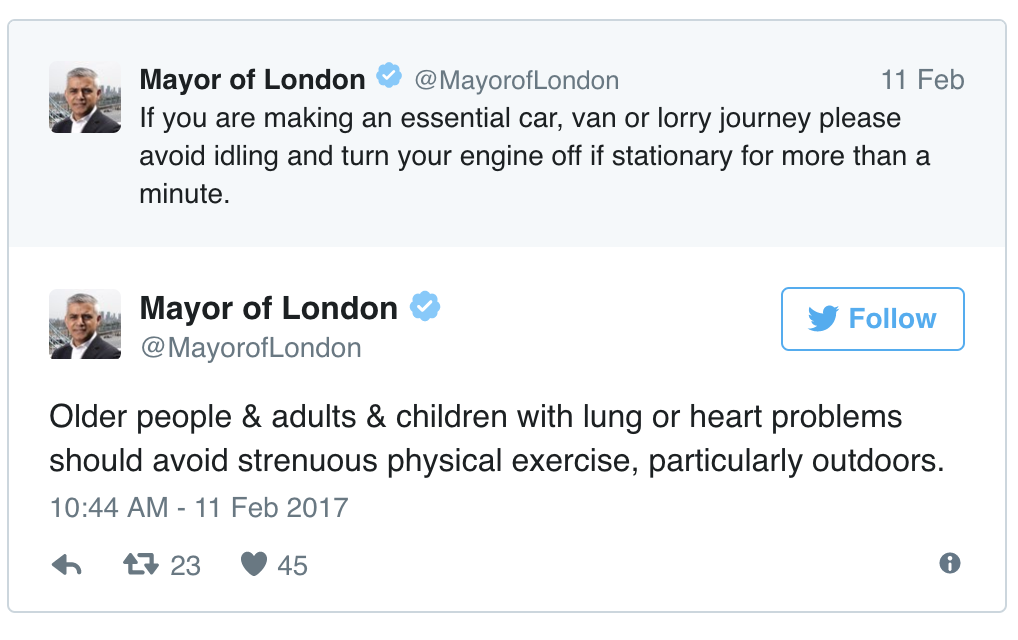 Mayor of London @MayorofLondon 11 Feb
If you are making an essential car, van or lorry journey please
avoid idling and turn your engine off if stationary for more than a
minute.
Mayor of London
@MayorofLondon
Follow
Older people & adults & children with lung or heart problems
should avoid strenuous physical exercise, particularly outdoors.
10:44 AM - 11 Feb 2017
23 45